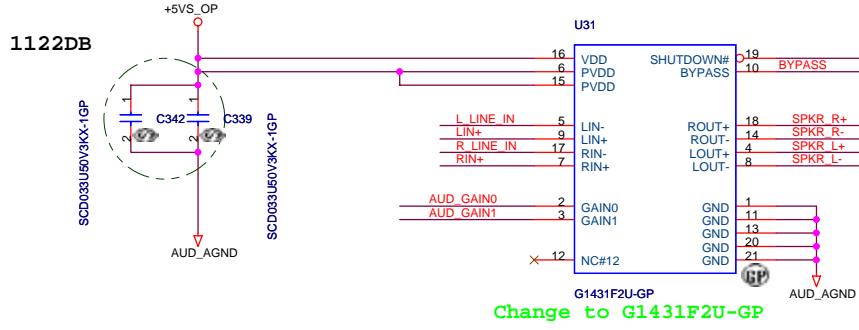 +5VS_OP
1122DB
U31
16 VDD SHUTDOWN# 19
6 PVDD BYPASS 10 BYPASS
15 PVDD
1 1
C342 C339
2 2
GP GP
SCD033U50V3KX-1GP
SCD033U50V3KX-1GP
L_LINE_IN 5 LIN- ROUT+ 18 SPKR_R+
LIN+ 9 LIN+ ROUT- 14 SPKR_R-
R_LINE_IN 17 RIN- LOUT+ 4 SPKR_L+
RIN+ 7 RIN+ LOUT- 8 SPKR_L-
AUD_GAIN0 2 GAIN0 GND 1
AUD_GAIN1 3 GAIN1 GND 11
GND 13
GND 20
12 NC#12 GND 21
AUD_AGND
GP
AUD_AGND
G1431F2U-GP
Change to G1431F2U-GP